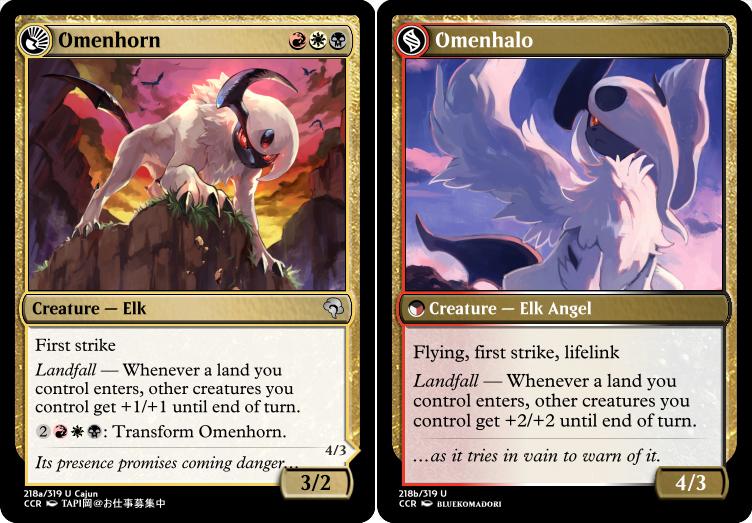 Omenhorn
Creature — Elk
First strike
Landfall — Whenever a land you
control enters, other creatures you
control get +1/+1 until end of turn.
2: Transform Omenhorn.
Its presence promises coming danger…
4/3
3/2
218a/319 U Cajun
CCR TAPI岡@お仕事募集中
Omenhalo
Creature — Elk Angel
Flying, first strike, lifelink
Landfall — Whenever a land you
control enters, other creatures you
control get +2/+2 until end of turn.
…as it tries in vain to warn of it.
4/3
218b/319 U
CCR BLUEKOMADORI